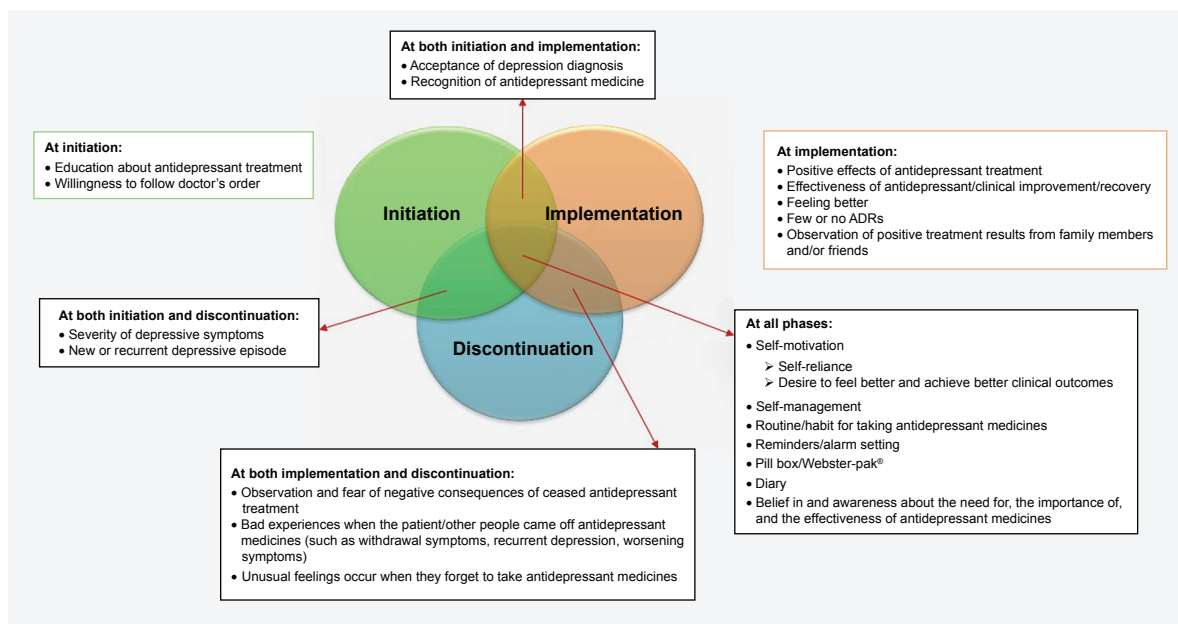 At both initiation and implementation:
• Acceptance of depression diagnosis
• Recognition of antidepressant medicine
At initiation:
• Education about antidepressant treatment
• Willingness to follow doctor's order
At implementation:
• Positive effects of antidepressant treatment
• Effectiveness of antidepressant/clinical improvement/recovery
• Feeling better
• Few or no ADRs
• Observation of positive treatment results from family members
and/or friends
Initiation
Implementation
Discontinuation
At both initiation and discontinuation:
• Severity of depressive symptoms
• New or recurrent depressive episode
At all phases:
• Self-motivation
➢ Self-reliance
➢ Desire to feel better and achieve better clinical outcomes
• Self-management
• Routine/habit for taking antidepressant medicines
• Reminders/alarm setting
• Pill box/Webster-pak®
• Diary
• Belief in and awareness about the need for, the importance of,
and the effectiveness of antidepressant medicines
At both implementation and discontinuation:
• Observation and fear of negative consequences of ceased antidepressant
treatment
• Bad experiences when the patient/other people came off antidepressant
medicines (such as withdrawal symptoms, recurrent depression, worsening
symptoms)
• Unusual feelings occur when they forget to take antidepressant medicines